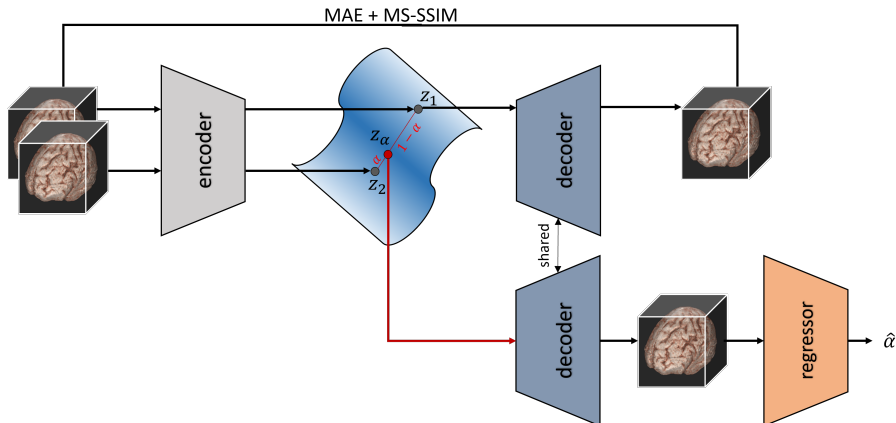 MAE + MS-SSIM
encoder
z₁
zα
α
1 − α
z₂
decoder
shared
decoder
regressor
α̂